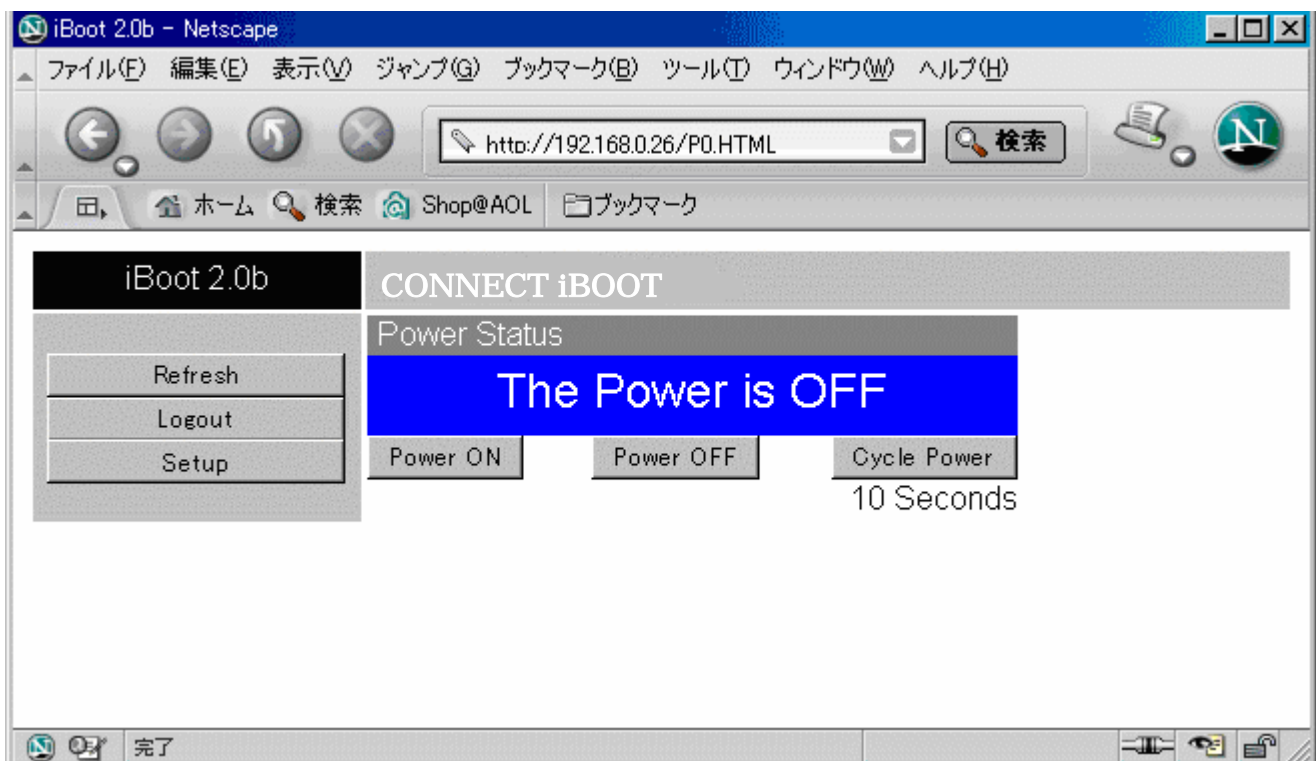 iBoot 2.0b - Netscape
ファイル(F) 編集(E) 表示(V) ジャンプ(G) ブックマーク(B) ツール(T) ウィンドウ(W) ヘルプ(H)
http://192.168.0.26/P0.HTML 検索
N
ホーム 検索 Shop@AOL ブックマーク
iBoot 2.0b
CONNECT iBOOT
Power Status
The Power is OFF
Refresh
Logout
Setup
Power ON Power OFF Cycle Power
10 Seconds
完了